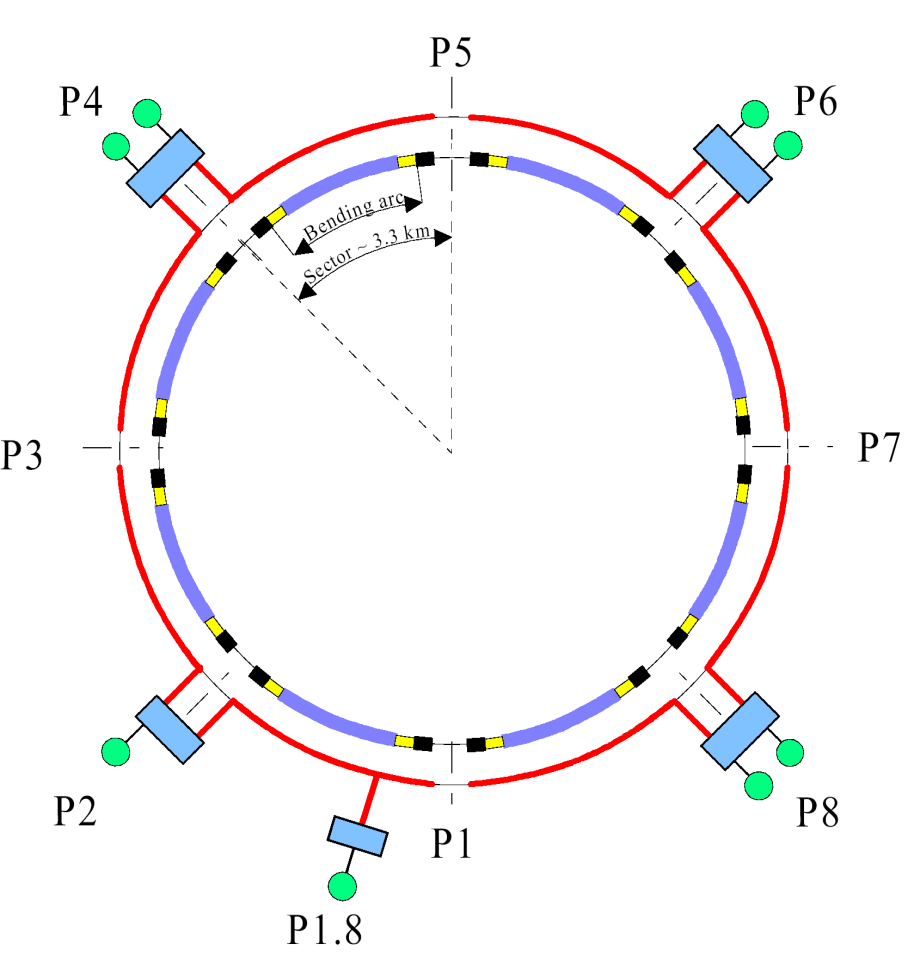 P5
P4
P6
Bending arc
Sector ~ 3.3 km
P3
P7
P2
P8
P1
P1.8